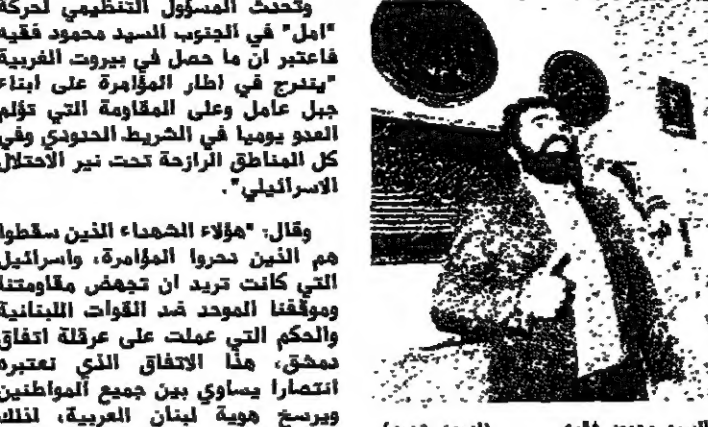 وتحدث المسؤول التنظيمي لحركة
"امل" في الجنوب السيد محمود فقيه
فاعتبر ان ما حصل في بيروت الغربية
"يندرج في اطار المؤامرة على ابناء
جبل عامل وعلى المقاومة التي تؤلم
العدو يوميا في الشريط الحدودي وفي
كل المناطق الرازحة تحت نير الاحتلال
الاسرائيلي".
وقال: "هؤلاء الشهداء الذين سقطوا
هم الذين دحروا المؤامرة، واسرائيل
التي كانت تريد ان تجهض مقاومتنا
وموقفنا الموحد ضد القوات اللبنانية
والحكم التي عملت على عرقلة اتفاق
دمشق، هذا الاتفاق الذي نعتبره
انتصارا يساوي بين جميع المواطنين
ويرسخ هوية لبنان العربية، لذلك
السيد محمود فقيه